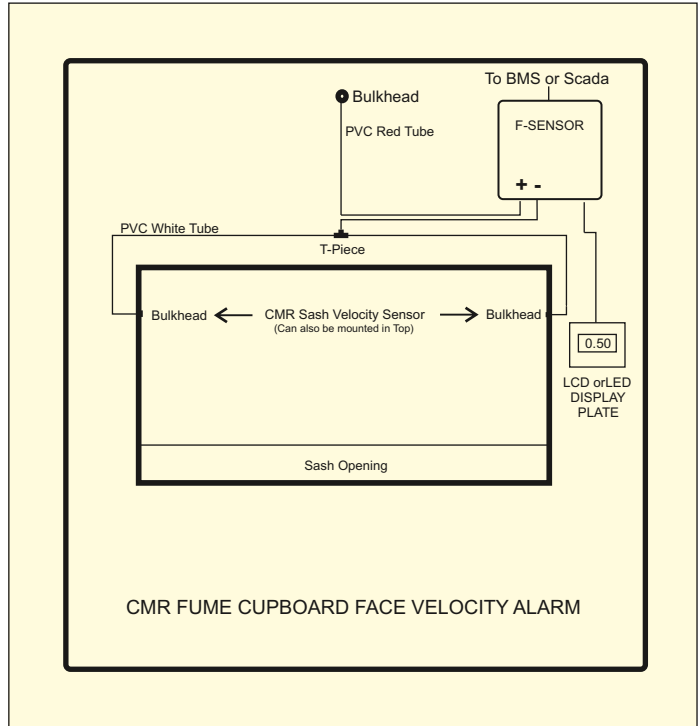 To BMS or Scada
Bulkhead
F-SENSOR
PVC Red Tube
+ -
PVC White Tube
T-Piece
Bulkhead
CMR Sash Velocity Sensor
(Can also be mounted in Top)
Bulkhead
0.50
LCD orLED
DISPLAY
PLATE
Sash Opening
CMR FUME CUPBOARD FACE VELOCITY ALARM